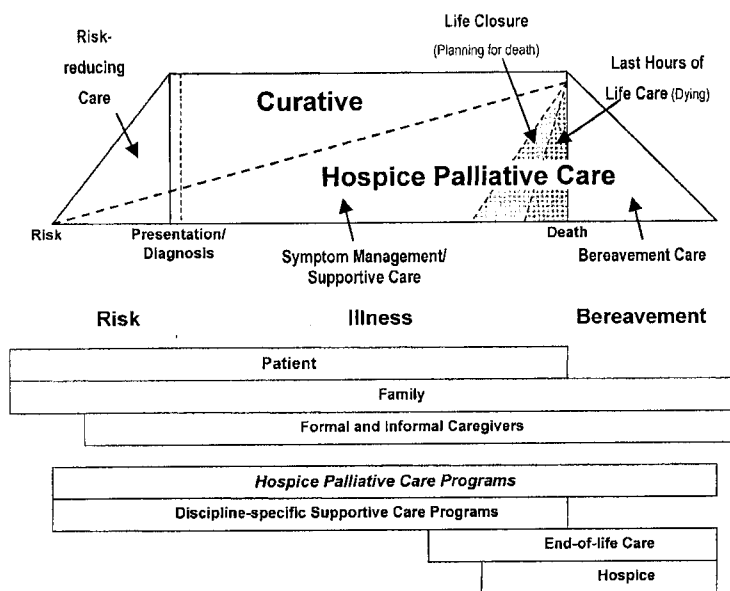 Risk-
reducing
Care
Life Closure
(Planning for death)
Last Hours of
Life Care (Dying)
Curative
Hospice Palliative Care
Risk
Presentation/
Diagnosis
Symptom Management/
Supportive Care
Death
Bereavement Care
Risk
Illness
Bereavement
Patient
Family
Formal and Informal Caregivers
Hospice Palliative Care Programs
Discipline-specific Supportive Care Programs
End-of-life Care
Hospice